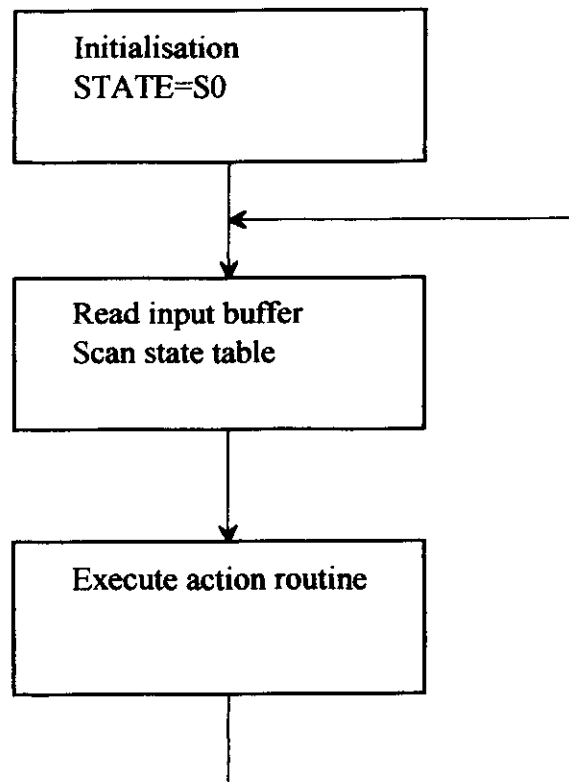 Initialisation
STATE=S0
Read input buffer
Scan state table
Execute action routine